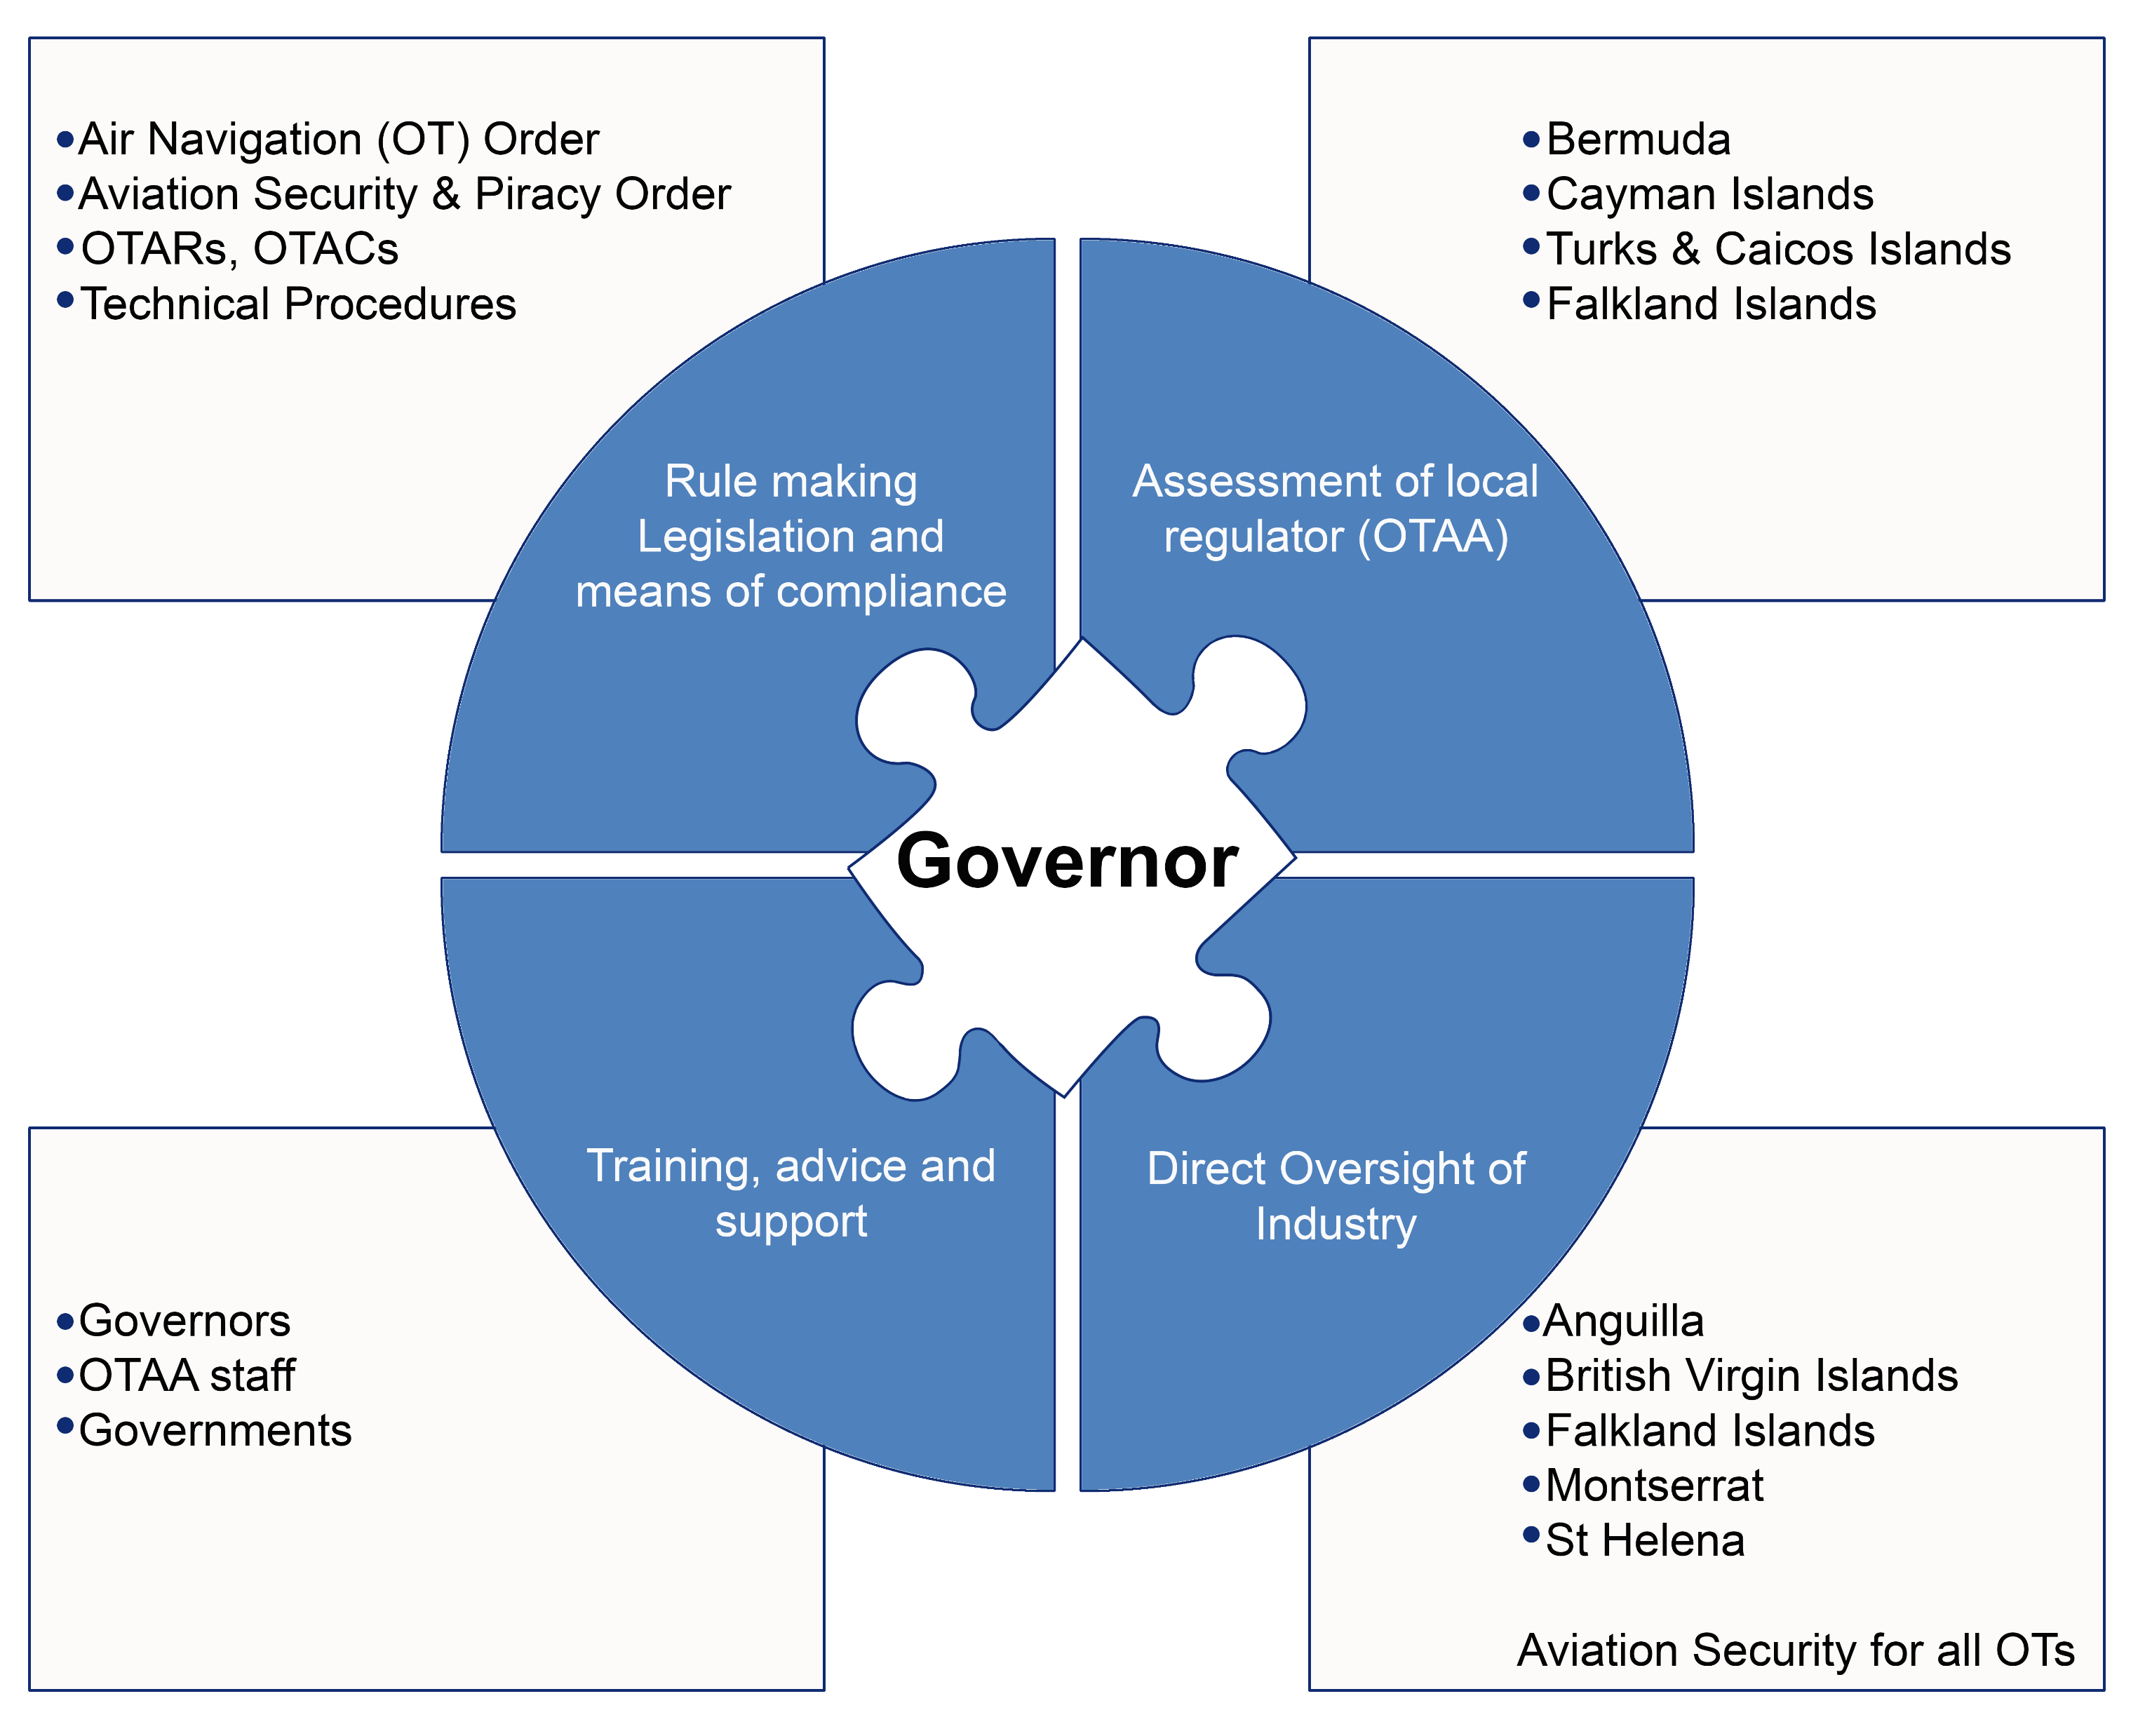 Air Navigation (OT) Order
Aviation Security & Piracy Order
OTARs, OTACs
Technical Procedures
Bermuda
Cayman Islands
Turks & Caicos Islands
Falkland Islands
Rule making
Legislation and
means of compliance
Assessment of local
regulator (OTAA)
Governor
Training, advice and
support
Direct Oversight of
Industry
Governors
OTAA staff
Governments
Anguilla
British Virgin Islands
Falkland Islands
Montserrat
St Helena
Aviation Security for all OTs